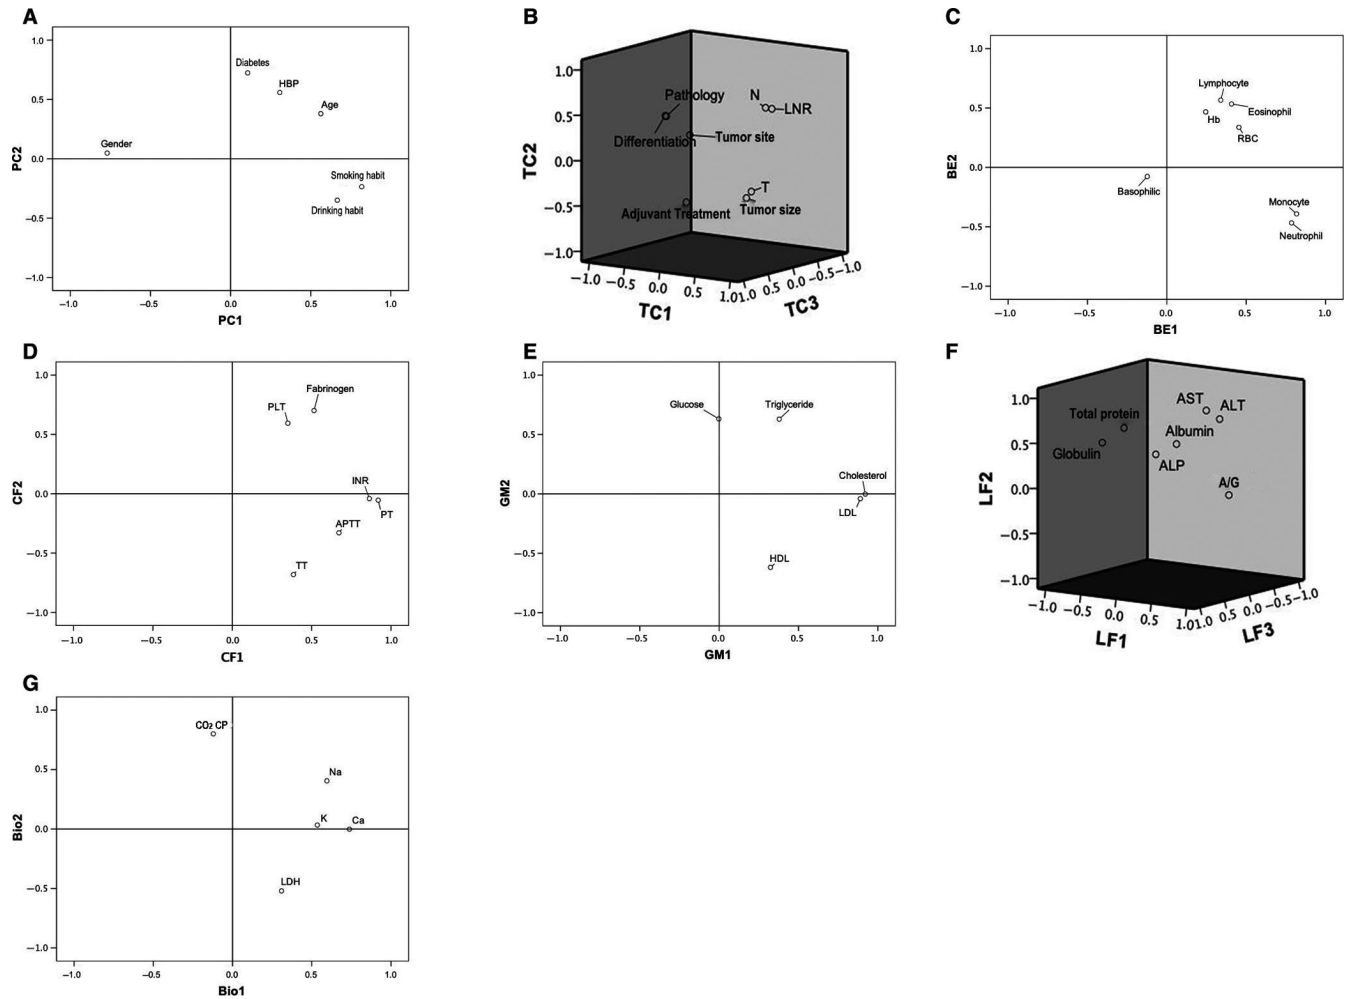 A
PC2
1.0
0.5
0.0
−0.5
−1.0
Diabetes
HBP
Age
Gender
Smoking habit
Drinking habit
−1.0 −0.5 0.0 0.5 1.0
PC1
B
TC2
1.0
0.5
0.0
−0.5
−1.0
Pathology
N
LNR
Differentiation
Tumor site
T
Adjuvant Treatment
Tumor size
−1.0 −0.5 0.0 0.5 1.0
1.0 0.5 0.0 −0.5 −1.0
TC1
TC3
C
BE2
1.0
0.5
0.0
−0.5
−1.0
Lymphocyte
Eosinophil
Hb
RBC
Basophilic
Monocyte
Neutrophil
−1.0 −0.5 0.0 0.5 1.0
BE1
D
CF2
1.0
0.5
0.0
−0.5
−1.0
Fabrinogen
PLT
INR
PT
APTT
TT
−1.0 −0.5 0.0 0.5 1.0
CF1
E
GM2
1.0
0.5
0.0
−0.5
−1.0
Glucose
Triglyceride
Cholesterol
LDL
HDL
−1.0 −0.5 0.0 0.5 1.0
GM1
F
LF2
1.0
0.5
0.0
−0.5
−1.0
AST
ALT
Total protein
Albumin
Globulin
ALP
A/G
−1.0 −0.5 0.0 0.5 1.0
1.0 0.5 0.0 −0.5 −1.0
LF1
LF3
G
Bio2
1.0
0.5
0.0
−0.5
−1.0
CO₂ CP
Na
K
Ca
LDH
−1.0 −0.5 0.0 0.5 1.0
Bio1